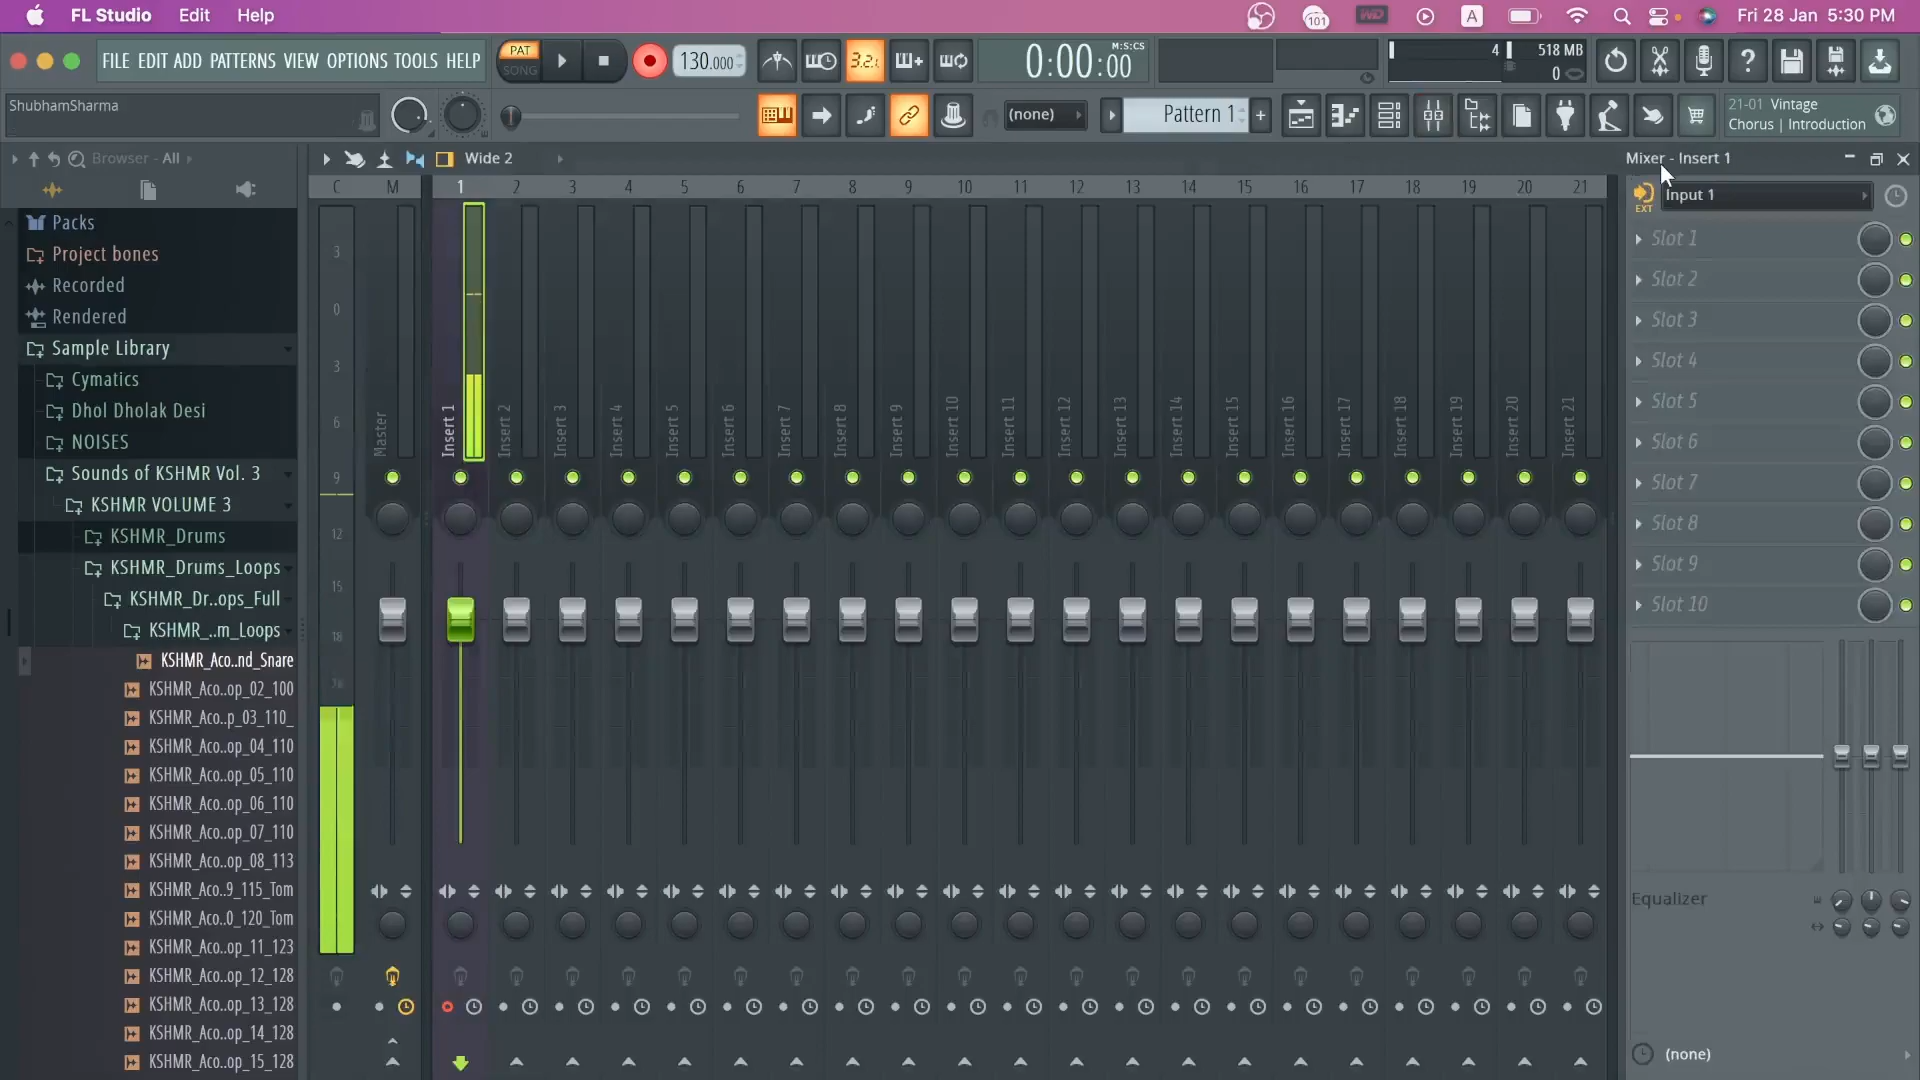 FL Studio Edit Help
101 A Fri 28 Jan 5:30 PM
FILE EDIT ADD PATTERNS VIEW OPTIONS TOOLS HELP
PAT
SONG
130.000
3.2.
0:00:00
M:S:CS
4
518 MB
0
?
ShubhamSharma
(none)
Pattern 1
+
21-01 Vintage
Chorus | Introduction
Browser - All
Wide 2
Mixer - Insert 1
C M 1 2 3 4 5 6 7 8 9 10 11 12 13 14 15 16 17 18 19 20 21
EXT
Input 1
Packs
Project bones
Recorded
Rendered
Sample Library
Cymatics
Dhol Dholak Desi
NOISES
Sounds of KSHMR Vol. 3
KSHMR VOLUME 3
KSHMR_Drums
KSHMR_Drums_Loops
KSHMR_Dr..ops_Full
KSHMR_..m_Loops
KSHMR_Aco..nd_Snare
KSHMR_Aco..op_02_100
KSHMR_Aco..p_03_110_
KSHMR_Aco..op_04_110
KSHMR_Aco..op_05_110
KSHMR_Aco..op_06_110
KSHMR_Aco..op_07_110
KSHMR_Aco..op_08_113
KSHMR_Aco..9_115_Tom
KSHMR_Aco..0_120_Tom
KSHMR_Aco..op_11_123
KSHMR_Aco..op_12_128
KSHMR_Aco..op_13_128
KSHMR_Aco..op_14_128
KSHMR_Aco..op_15_128
3
0
3
6
9
12
15
18
Master
Insert 1
Insert 2
Insert 3
Insert 4
Insert 5
Insert 6
Insert 7
Insert 8
Insert 9
Insert 10
Insert 11
Insert 12
Insert 13
Insert 14
Insert 15
Insert 16
Insert 17
Insert 18
Insert 19
Insert 20
Insert 21
Slot 1
Slot 2
Slot 3
Slot 4
Slot 5
Slot 6
Slot 7
Slot 8
Slot 9
Slot 10
Equalizer
(none)